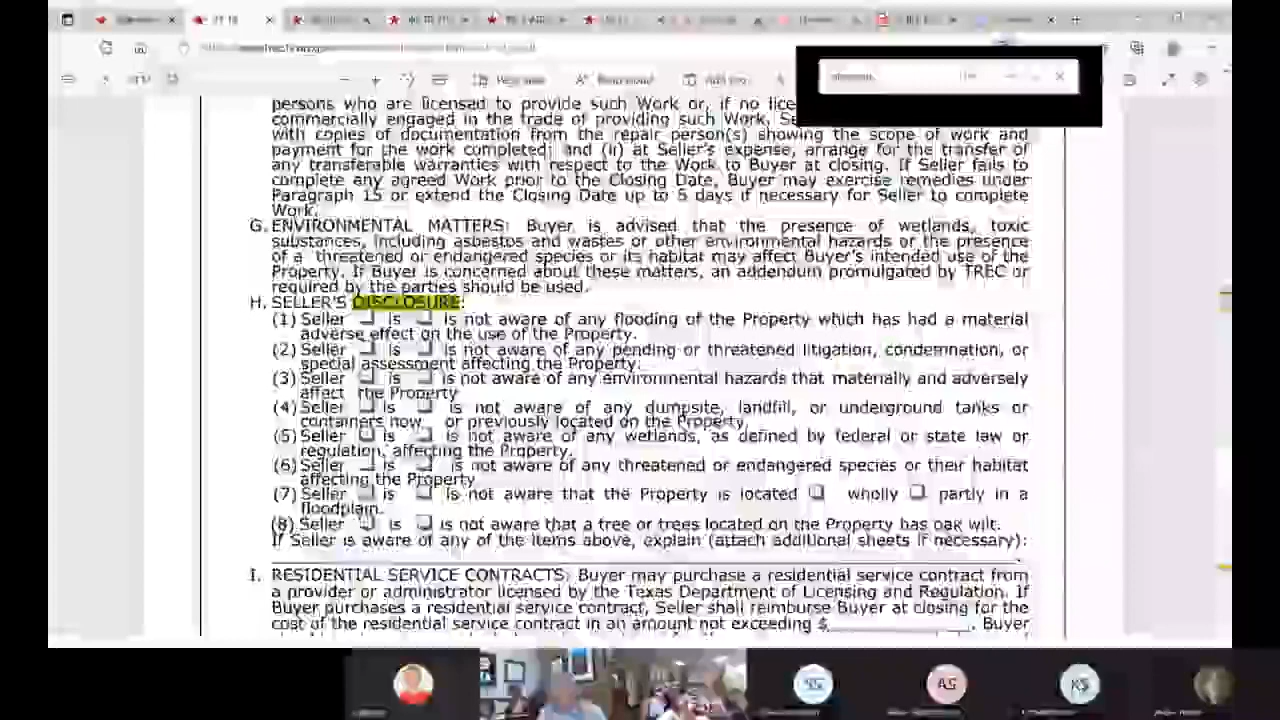 persons who are licensed to provide such Work or, if no
commercially engaged in the trade of providing such Work.
with copies of documentation from the repair person(s) showing the scope of work and
payment for the work completed; and (ii) at Seller's expense, arrange for the transfer of
any transferable warranties with respect to the Work to Buyer at closing. If Seller fails to
complete any agreed Work prior to the Closing Date, Buyer may exercise remedies under
Paragraph 15 or extend the Closing Date up to 5 days if necessary for Seller to complete
Work.
G. ENVIRONMENTAL MATTERS: Buyer is advised that the presence of wetlands, toxic
substances, including asbestos and wastes or other environmental hazards or the presence
of a threatened or endangered species or its habitat may affect Buyer's intended use of the
Property. If Buyer is concerned about these matters, an addendum promulgated by TREC or
required by the parties should be used.
H. SELLER'S DISCLOSURE:
(1) Seller ❑ is ❑ is not aware of any flooding of the Property which has had a material
adverse effect on the use of the Property.
(2) Seller ❑ is ❑ is not aware of any pending or threatened litigation, condemnation, or
special assessment affecting the Property.
(3) Seller ❑ is ❑ is not aware of any environmental hazards that materially and adversely
affect the Property
(4) Seller ❑ is ❑ is not aware of any dumpsite, landfill, or underground tanks or
containers now or previously located on the Property.
(5) Seller ❑ is ❑ is not aware of any wetlands, as defined by federal or state law or
regulation, affecting the Property.
(6) Seller ❑ is ❑ is not aware of any threatened or endangered species or their habitat
affecting the Property
(7) Seller ❑ is ❑ is not aware that the Property is located ❑ wholly ❑ partly in a
floodplain.
(8) Seller ❑ is ❑ is not aware that a tree or trees located on the Property has oak wilt.
If Seller is aware of any of the items above, explain (attach additional sheets if necessary):
I. RESIDENTIAL SERVICE CONTRACTS: Buyer may purchase a residential service contract from
a provider or administrator licensed by the Texas Department of Licensing and Regulation. If
Buyer purchases a residential service contract, Seller shall reimburse Buyer at closing for the
cost of the residential service contract in an amount not exceeding $____________. Buyer
SS
AS
KS